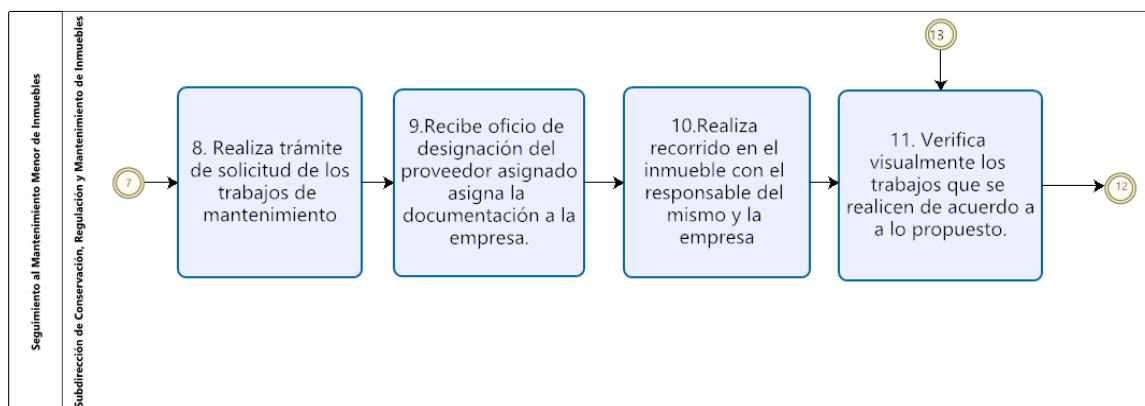 Seguimiento al Mantenimiento Menor de Inmuebles
Subdirección de Conservación, Regulación y Mantenimiento de Inmuebles
7
8. Realiza trámite
de solicitud de los
trabajos de
mantenimiento
9.Recibe oficio de
designación del
proveedor asignado
asigna la
documentación a la
empresa.
10.Realiza
recorrido en el
inmueble con el
responsable del
mismo y la
empresa
13
11. Verifica
visualmente los
trabajos que se
realicen de acuerdo a
a lo propuesto.
12